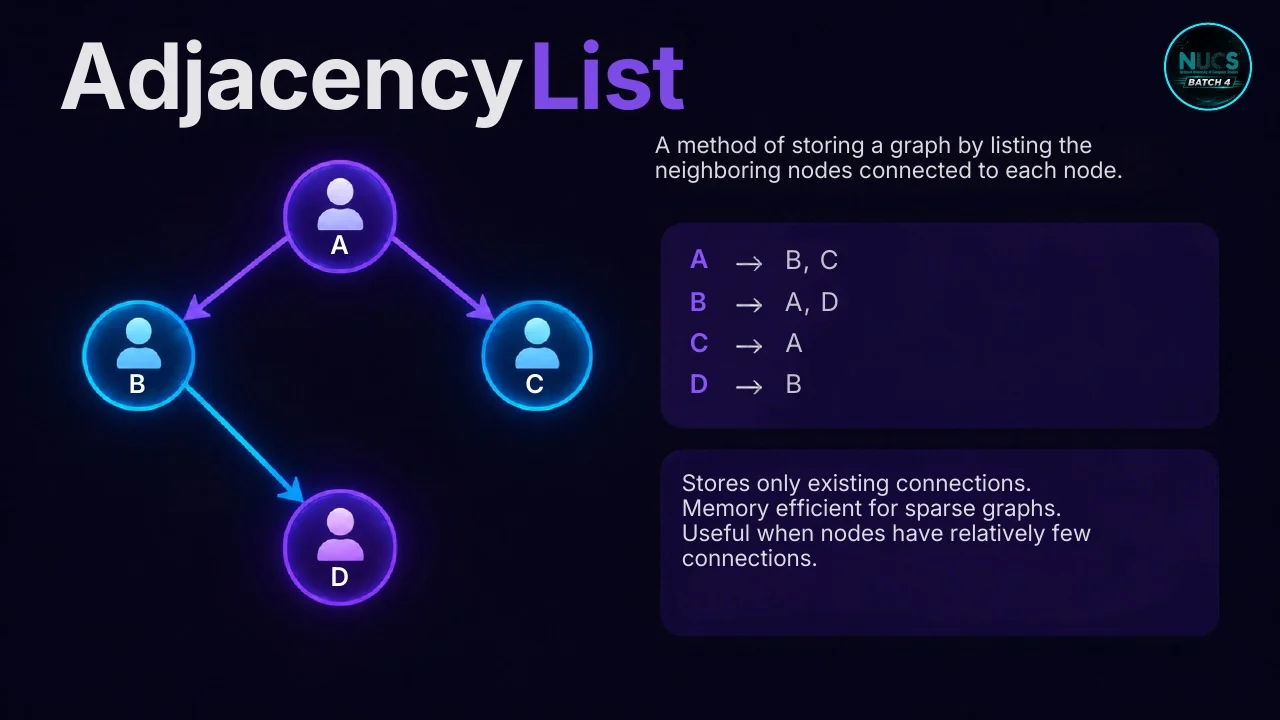 Adjacency List
NUCS
BATCH 4
A method of storing a graph by listing the
neighboring nodes connected to each node.
A
B
C
D
A → B, C
B → A, D
C → A
D → B
Stores only existing connections.
Memory efficient for sparse graphs.
Useful when nodes have relatively few
connections.